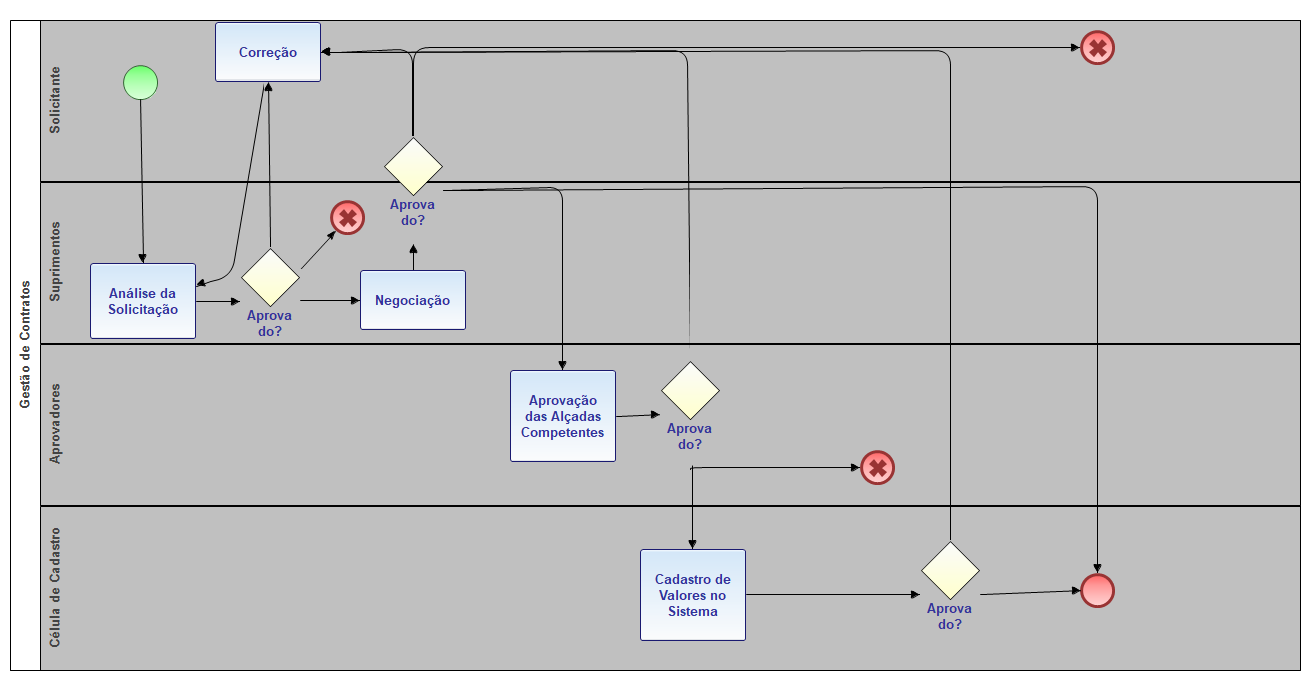 Gestão de Contratos
Solicitante
Correção
Suprimentos
Aprova
do?
Análise da
Solicitação
Aprova
do?
Negociação
Aprovadores
Aprovação
das Alçadas
Competentes
Aprova
do?
Célula de Cadastro
Cadastro de
Valores no
Sistema
Aprova
do?